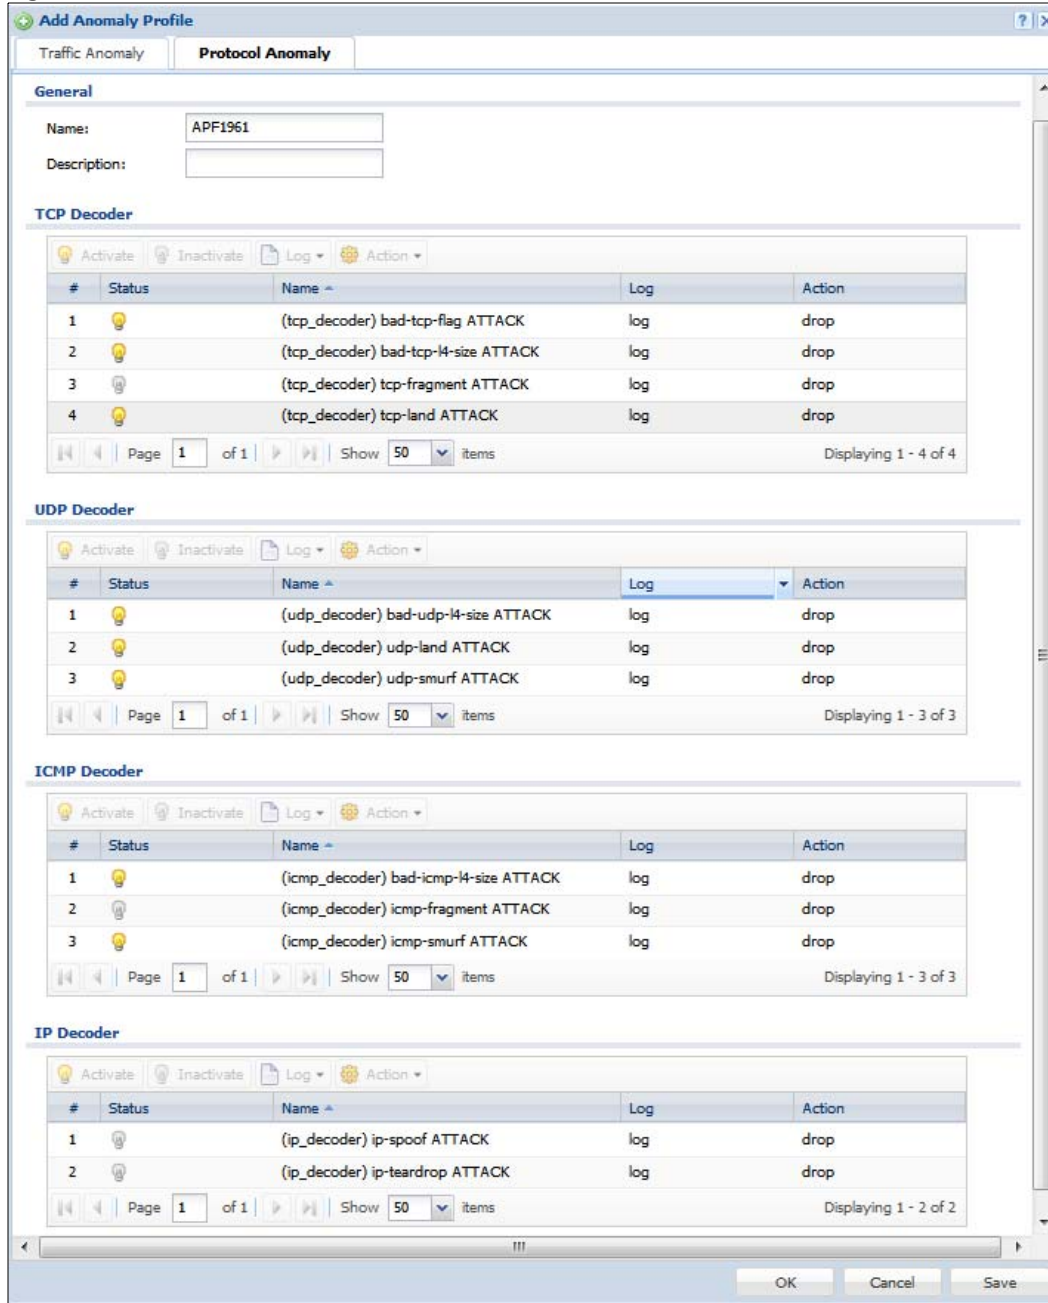 Add Anomaly Profile
Traffic Anomaly Protocol Anomaly
General
Name: APF1961
Description:
TCP Decoder
Activate Inactivate Log Action
# Status Name Log Action
1 (tcp_decoder) bad-tcp-flag ATTACK log drop
2 (tcp_decoder) bad-tcp-l4-size ATTACK log drop
3 (tcp_decoder) tcp-fragment ATTACK log drop
4 (tcp_decoder) tcp-land ATTACK log drop
Page 1 of 1 Show 50 items Displaying 1 - 4 of 4
UDP Decoder
Activate Inactivate Log Action
# Status Name Log Action
1 (udp_decoder) bad-udp-l4-size ATTACK log drop
2 (udp_decoder) udp-land ATTACK log drop
3 (udp_decoder) udp-smurf ATTACK log drop
Page 1 of 1 Show 50 items Displaying 1 - 3 of 3
ICMP Decoder
Activate Inactivate Log Action
# Status Name Log Action
1 (icmp_decoder) bad-icmp-l4-size ATTACK log drop
2 (icmp_decoder) icmp-fragment ATTACK log drop
3 (icmp_decoder) icmp-smurf ATTACK log drop
Page 1 of 1 Show 50 items Displaying 1 - 3 of 3
IP Decoder
Activate Inactivate Log Action
# Status Name Log Action
1 (ip_decoder) ip-spoof ATTACK log drop
2 (ip_decoder) ip-teardrop ATTACK log drop
Page 1 of 1 Show 50 items Displaying 1 - 2 of 2
OK Cancel Save